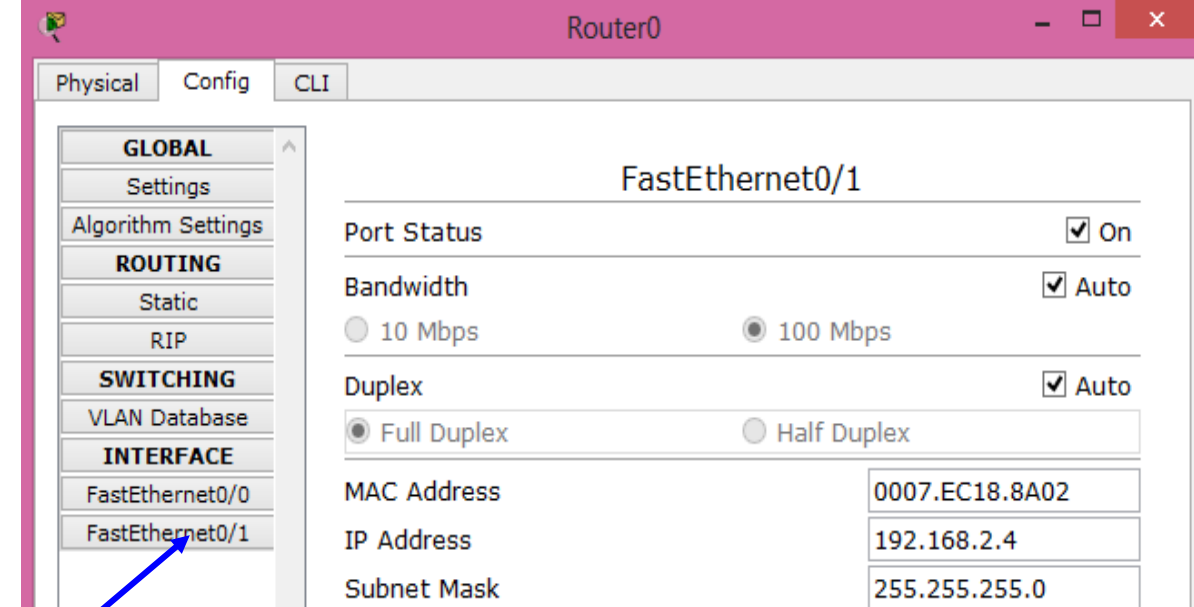 Router0
Physical Config CLI
GLOBAL
Settings
Algorithm Settings
ROUTING
Static
RIP
SWITCHING
VLAN Database
INTERFACE
FastEthernet0/0
FastEthernet0/1
FastEthernet0/1
Port Status On
Bandwidth Auto
10 Mbps 100 Mbps
Duplex Auto
Full Duplex Half Duplex
MAC Address 0007.EC18.8A02
IP Address 192.168.2.4
Subnet Mask 255.255.255.0